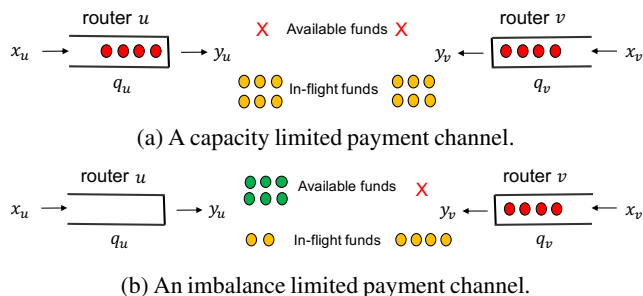 router u router v
x_u y_u X Available funds X y_v x_v
q_u In-flight funds q_v
(a) A capacity limited payment channel.
router u router v
x_u y_u Available funds X y_v x_v
q_u In-flight funds q_v
(b) An imbalance limited payment channel.